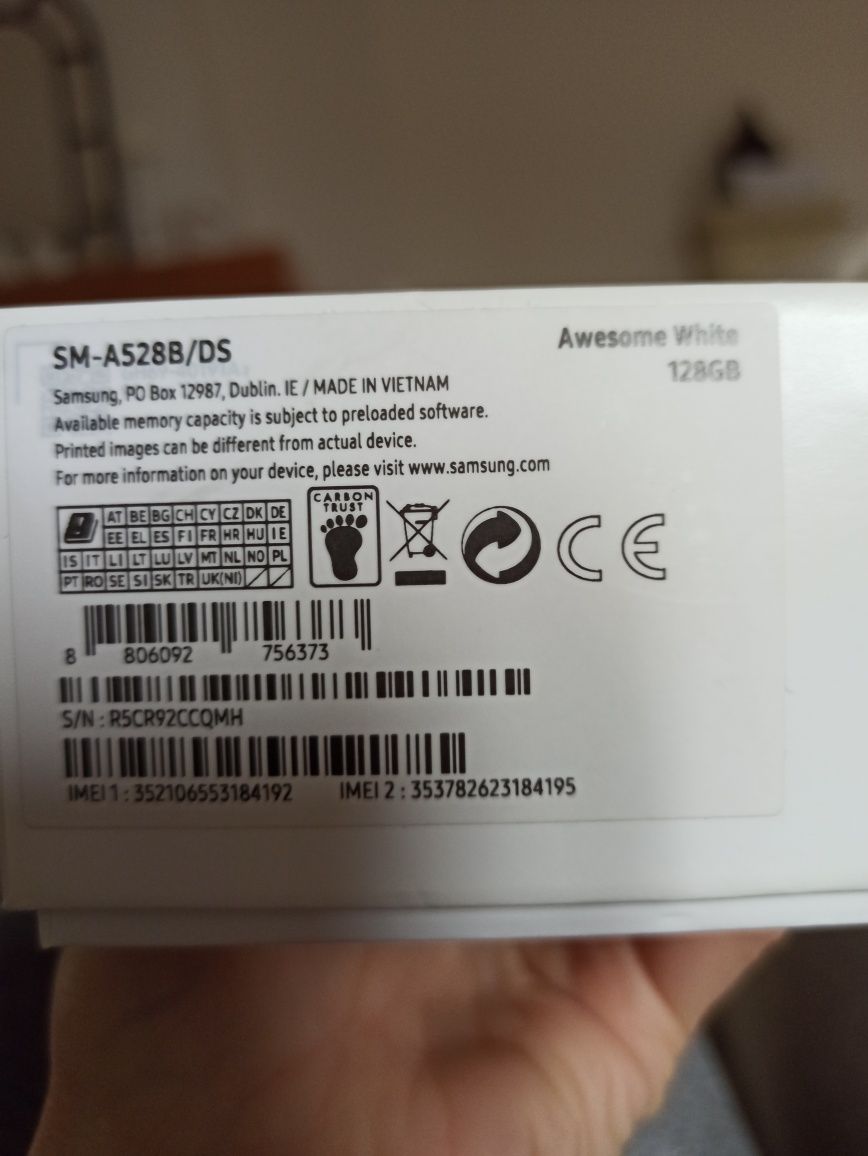 SM-A528B/DS
Awesome White
128GB
Samsung, PO Box 12987, Dublin. IE / MADE IN VIETNAM
Available memory capacity is subject to preloaded software.
Printed images can be different from actual device.
For more information on your device, please visit www.samsung.com
AT BE BG CH CY CZ DK DE
EE EL ES FI FR HR HU IE
IS IT LI LT LU LV MT NL NO PL
PT RO SE SI SK TR UK(NI)
CARBON
TRUST
CE
8 806092 756373
S/N : R5CR92CCQMH
IMEI 1 : 352106553184192 IMEI 2 : 353782623184195